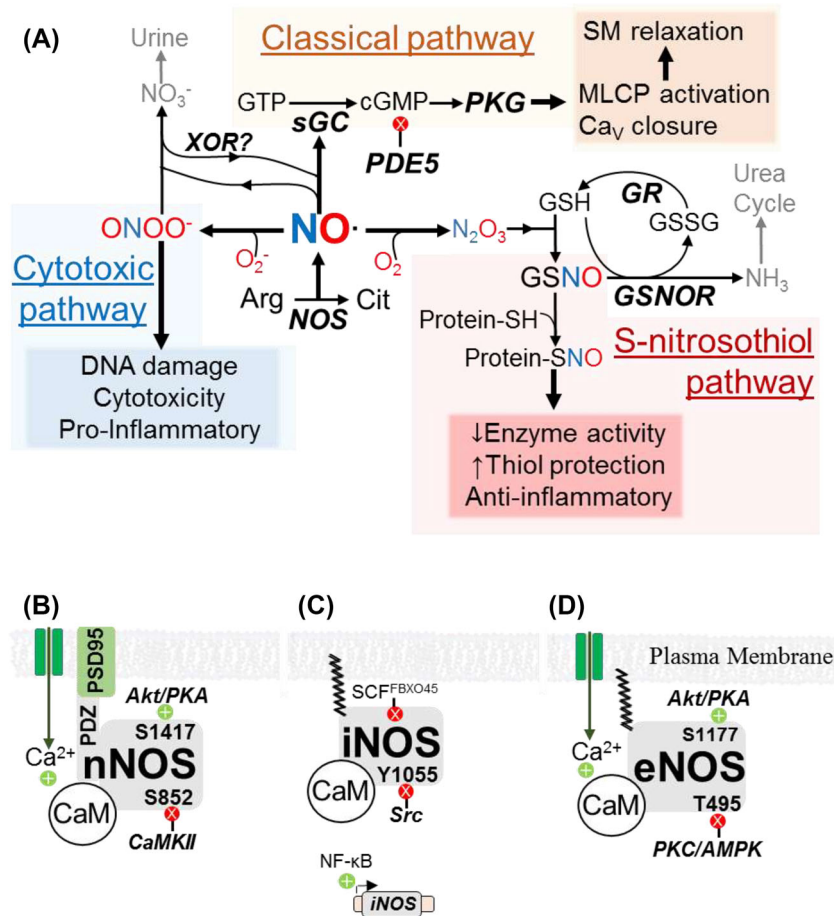 (A)
Urine
NO₃⁻
Classical pathway
GTP
sGC
cGMP
PKG
PDE5
SM relaxation
MLCP activation
Caᵥ closure
XOR?
ONOO⁻
O₂⁻
NO·
O₂
N₂O₃
GSH
GR
GSSG
Urea
Cycle
NH₃
GSNO
GSNOR
Cytotoxic
pathway
Arg
NOS
Cit
Protein-SH
Protein-SNO
S-nitrosothiol
pathway
DNA damage
Cytotoxicity
Pro-Inflammatory
↓Enzyme activity
↑Thiol protection
Anti-inflammatory
(B)
PSD95
PDZ
Akt/PKA
+
S1417
Ca²⁺
+
nNOS
CaM
S852
X
CaMKII
(C)
SCFᶠᴮˣᴼ⁴⁵
X
iNOS
CaM
Y1055
X
Src
NF-κB
+
iNOS
(D)
Plasma Membrane
Akt/PKA
+
S1177
Ca²⁺
+
eNOS
CaM
T495
X
PKC/AMPK